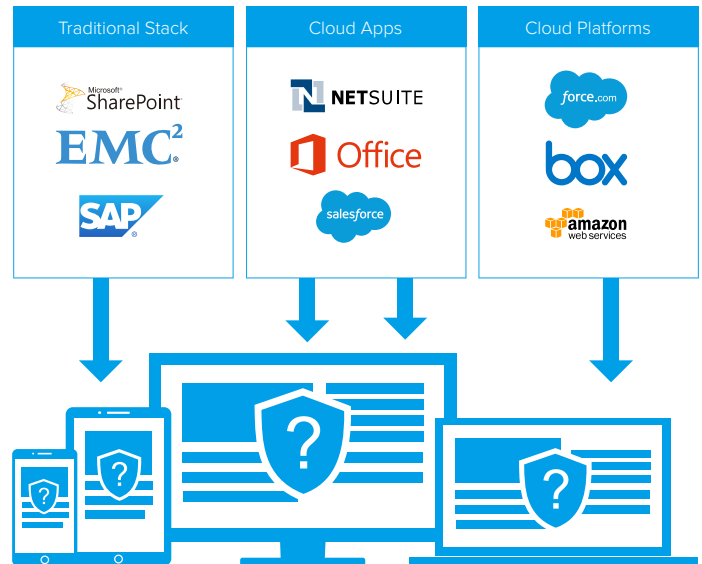 Traditional Stack
Cloud Apps
Cloud Platforms
Microsoft®
SharePoint
EMC²®
SAP®
NETSUITE
Office
salesforce
force.com
box
amazon
web services
?
?
?
?